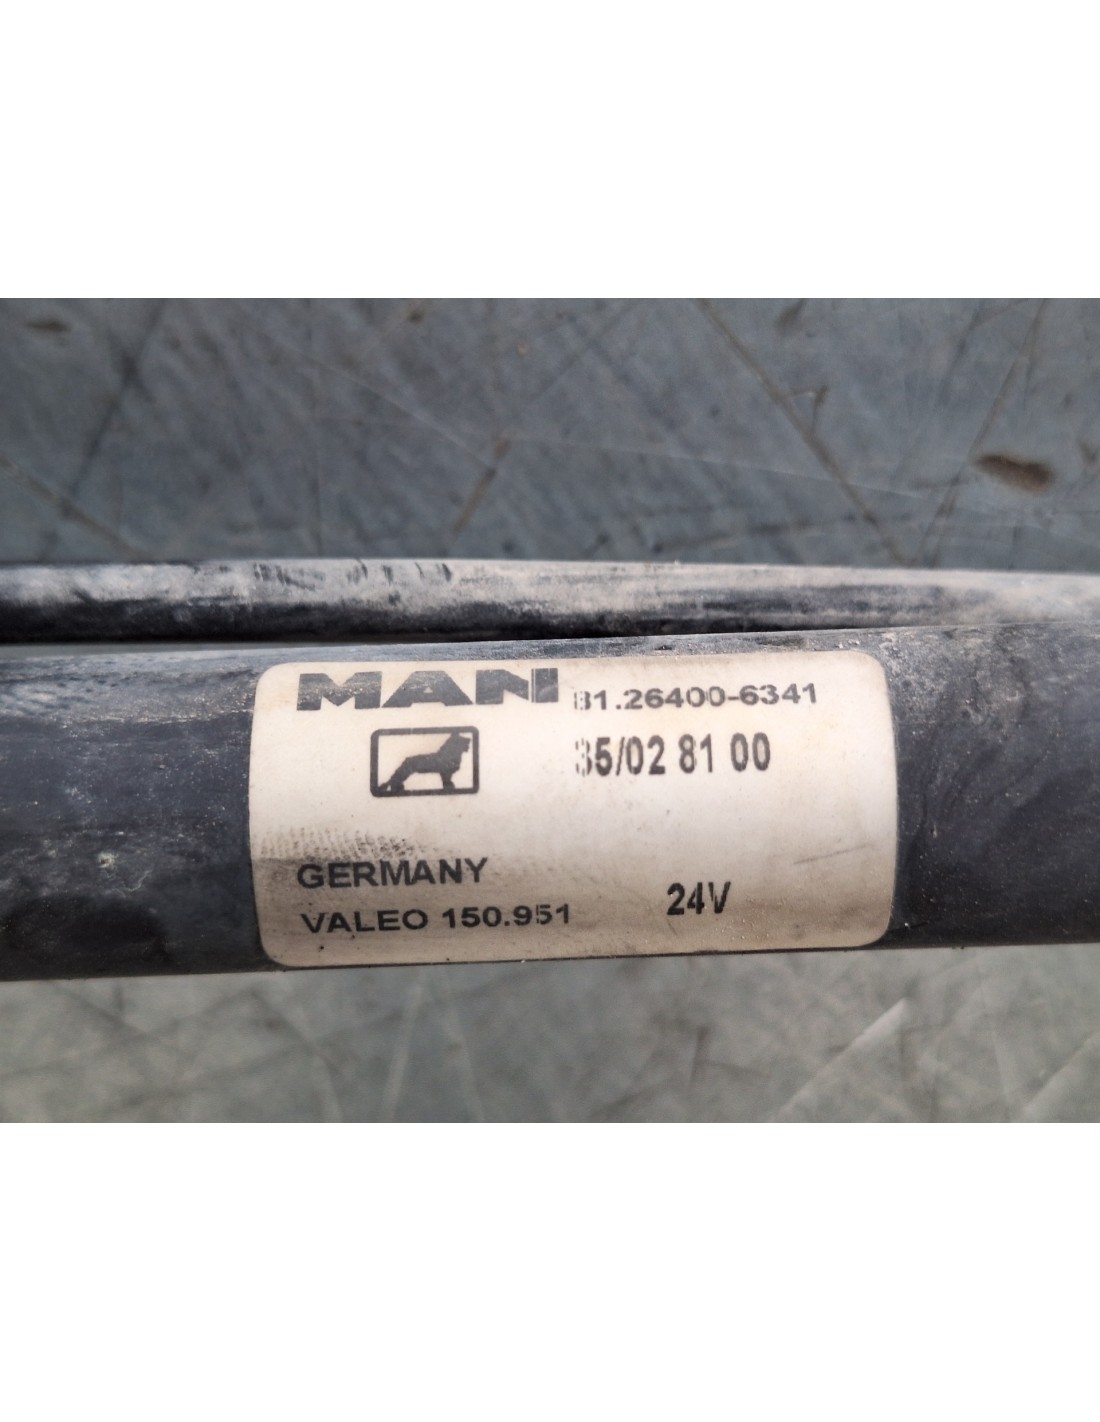 MAN 81.26400-6341
35/02 81 00
GERMANY
VALEO 150.951 24V